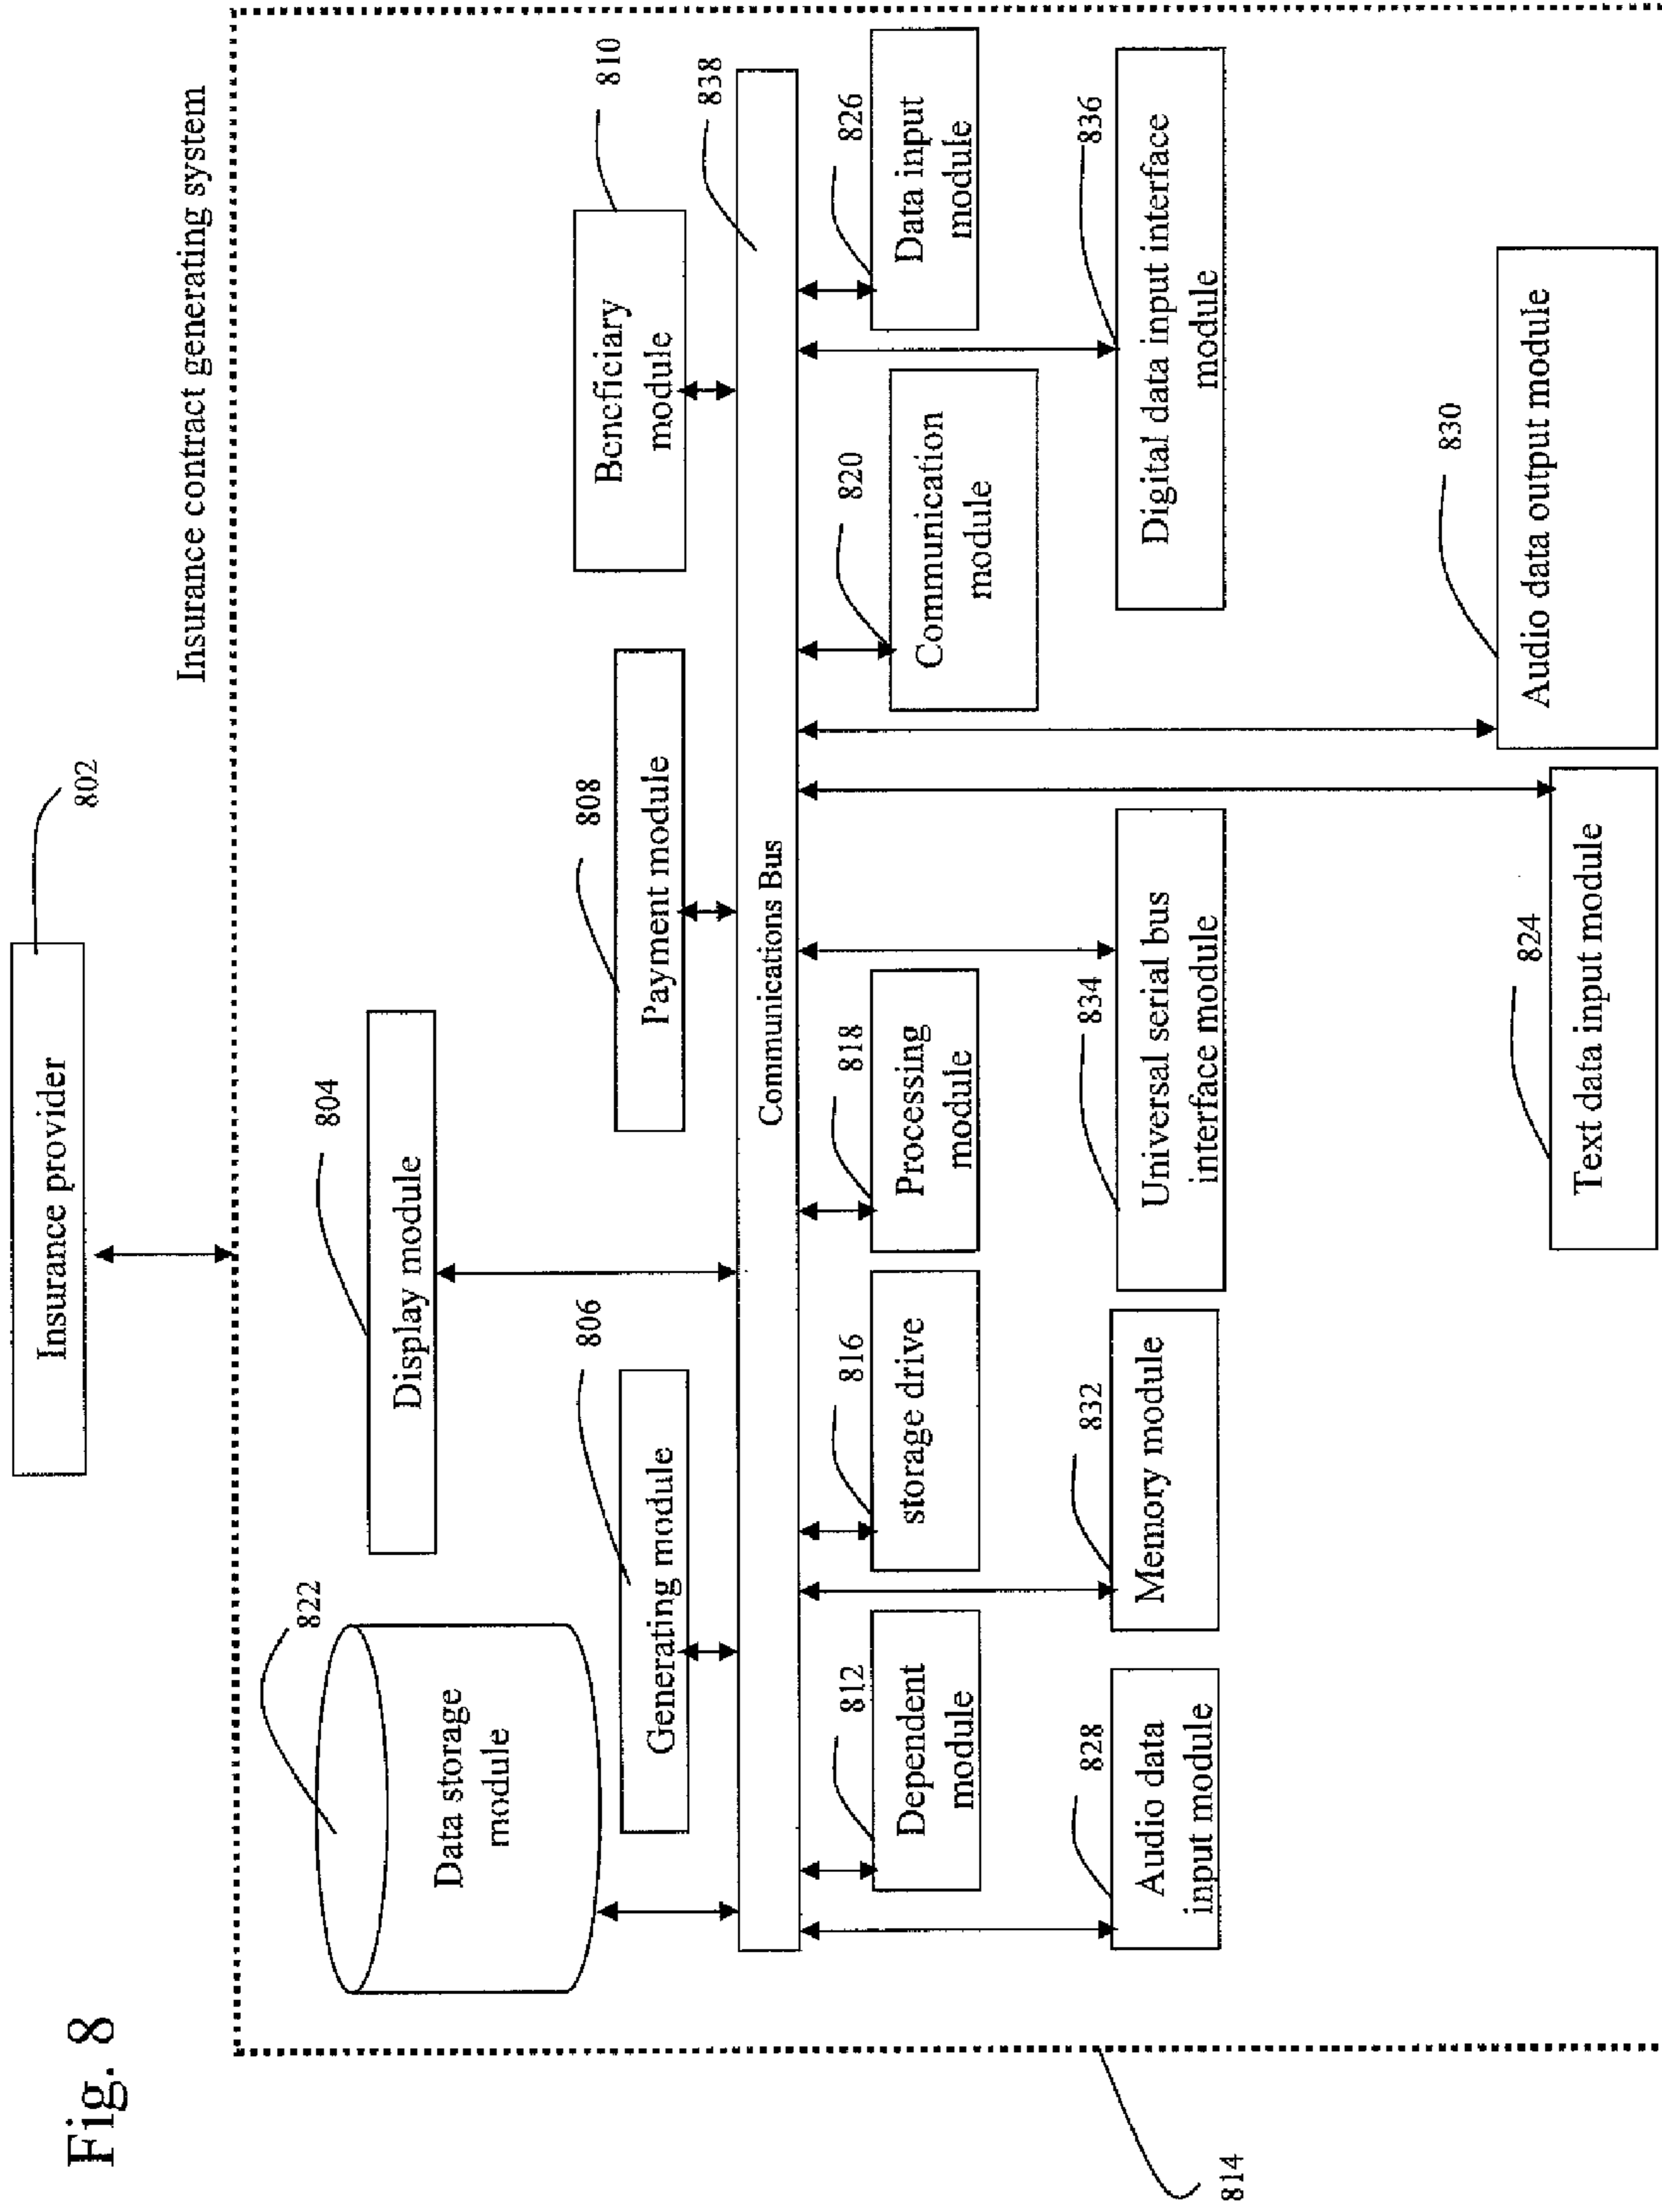 Fig. 8
Insurance provider
802
Insurance contract generating system
822
Data storage
module
804
Display module
806
Generating module
808
Payment module
810
Beneficiary
module
838
Communications Bus
812
Dependent
module
816
storage drive
818
Processing
module
820
Communication
module
826
Data input
module
828
Audio data
input module
832
Memory module
834
Universal serial bus
interface module
836
Digital data input interface
module
824
Text data input module
830
Audio data output module
814